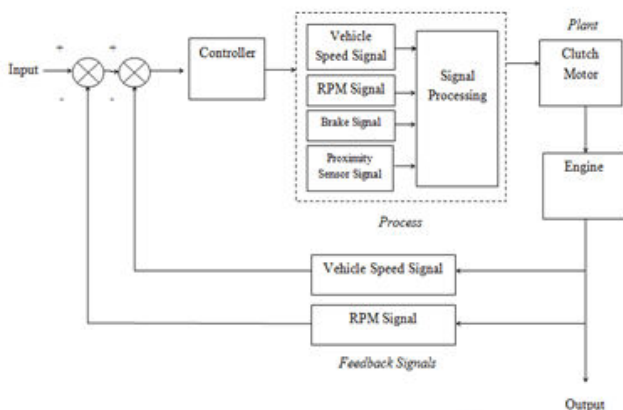 Plant
Vehicle
Speed Signal
RPM Signal
Brake Signal
Proximity
Sensor Signal
Signal
Processing
Process
Controller
Input
+
+
-
-
Clutch
Motor
Engine
Vehicle Speed Signal
RPM Signal
Feedback Signals
Output